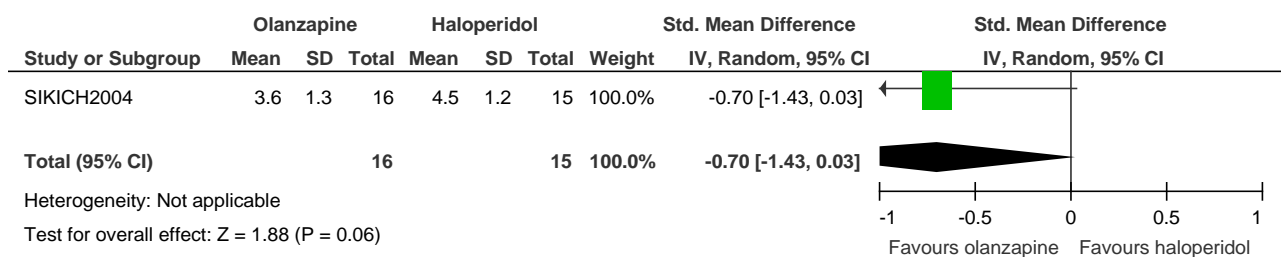 Olanzapine Haloperidol Std. Mean Difference Std. Mean Difference
Study or Subgroup Mean SD Total Mean SD Total Weight IV, Random, 95% CI IV, Random, 95% CI
SIKICH2004 3.6 1.3 16 4.5 1.2 15 100.0% -0.70 [-1.43, 0.03]
Total (95% CI) 16 15 100.0% -0.70 [-1.43, 0.03]
Heterogeneity: Not applicable
Test for overall effect: Z = 1.88 (P = 0.06)
-1 -0.5 0 0.5 1
Favours olanzapine Favours haloperidol